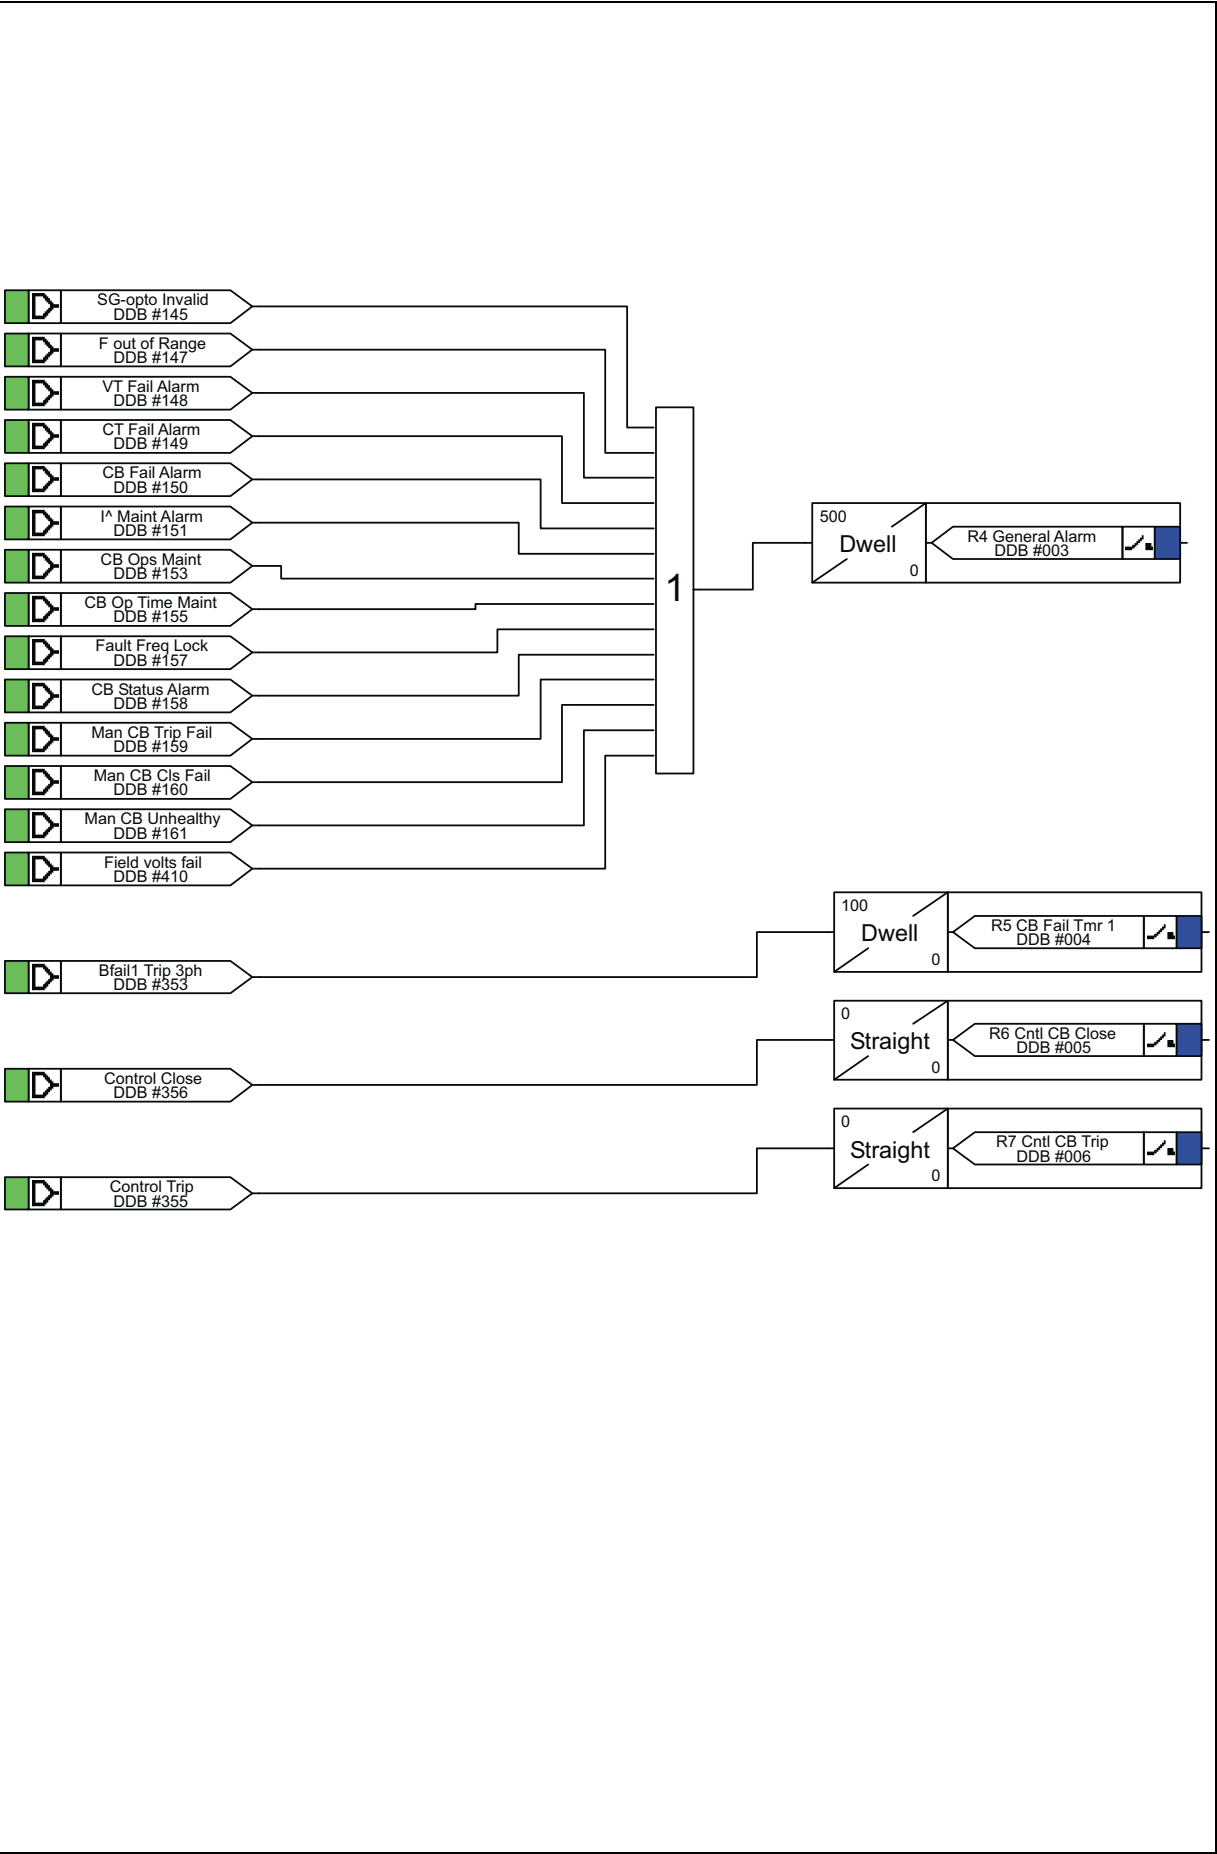 SG-opto Invalid
DDB #145
F out of Range
DDB #147
VT Fail Alarm
DDB #148
CT Fail Alarm
DDB #149
CB Fail Alarm
DDB #150
I^ Maint Alarm
DDB #151
CB Ops Maint
DDB #153
CB Op Time Maint
DDB #155
Fault Freq Lock
DDB #157
CB Status Alarm
DDB #158
Man CB Trip Fail
DDB #159
Man CB Cls Fail
DDB #160
Man CB Unhealthy
DDB #161
Field volts fail
DDB #410
1
500
Dwell
0
R4 General Alarm
DDB #003
Bfail1 Trip 3ph
DDB #353
100
Dwell
0
R5 CB Fail Tmr 1
DDB #004
Control Close
DDB #356
0
Straight
0
R6 Cntl CB Close
DDB #005
Control Trip
DDB #355
0
Straight
0
R7 Cntl CB Trip
DDB #006